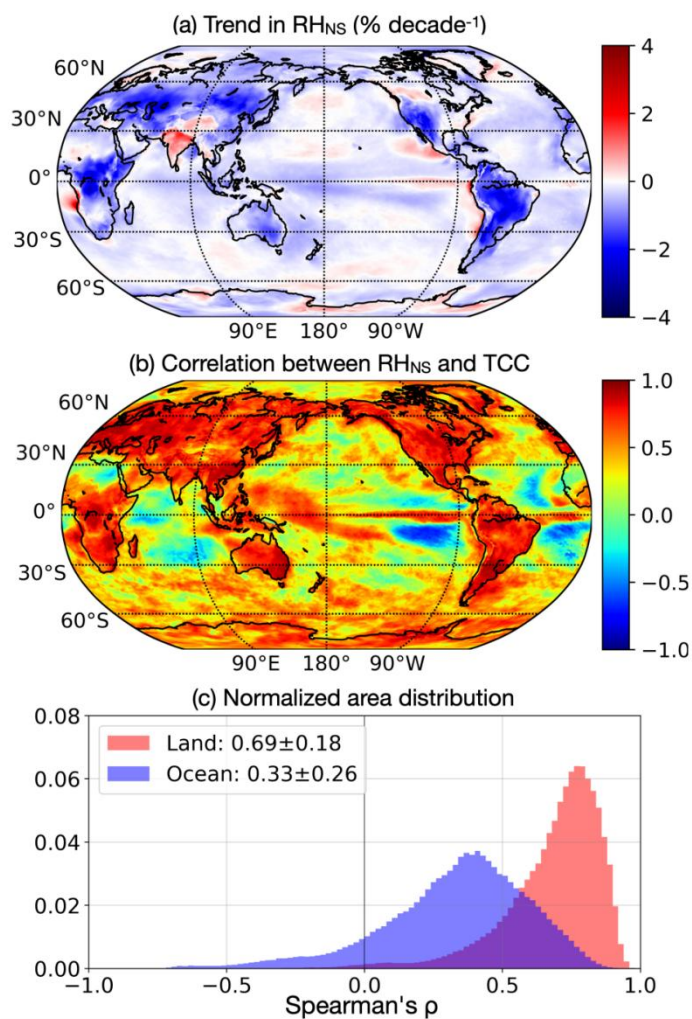 (a) Trend in RHNS (% decade-1)
60°N
30°N
0°
30°S
60°S
90°E 180° 90°W
4
2
0
−2
−4
(b) Correlation between RHNS and TCC
60°N
30°N
0°
30°S
60°S
90°E 180° 90°W
1.0
0.5
0.0
−0.5
−1.0
(c) Normalized area distribution
0.08
0.06
0.04
0.02
0.00
Land: 0.69±0.18
Ocean: 0.33±0.26
−1.0 −0.5 0.0 0.5 1.0
Spearman's ρ